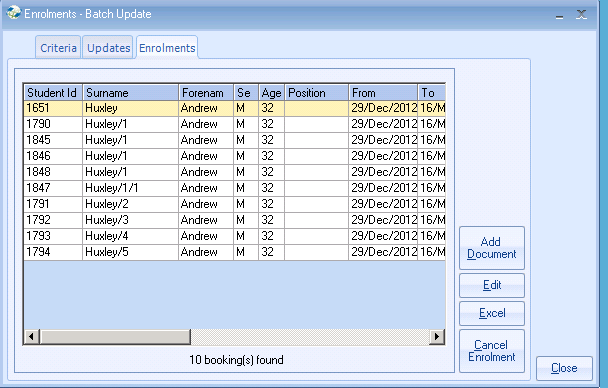 Enrolments - Batch Update
Criteria Updates Enrolments
Student Id Surname Forenam Se Age Position From To
1651 Huxley Andrew M 32 29/Dec/2012 16/M
1790 Huxley/1 Andrew M 32 29/Dec/2012 16/M
1845 Huxley/1 Andrew M 32 29/Dec/2012 16/M
1846 Huxley/1 Andrew M 32 29/Dec/2012 16/M
1848 Huxley/1 Andrew M 32 29/Dec/2012 16/M
1847 Huxley/1/1 Andrew M 32 29/Dec/2012 16/M
1791 Huxley/2 Andrew M 32 29/Dec/2012 16/M
1792 Huxley/3 Andrew M 32 29/Dec/2012 16/M
1793 Huxley/4 Andrew M 32 29/Dec/2012 16/M
1794 Huxley/5 Andrew M 32 29/Dec/2012 16/M
10 booking(s) found
Add
Document
Edit
Excel
Cancel
Enrolment
Close